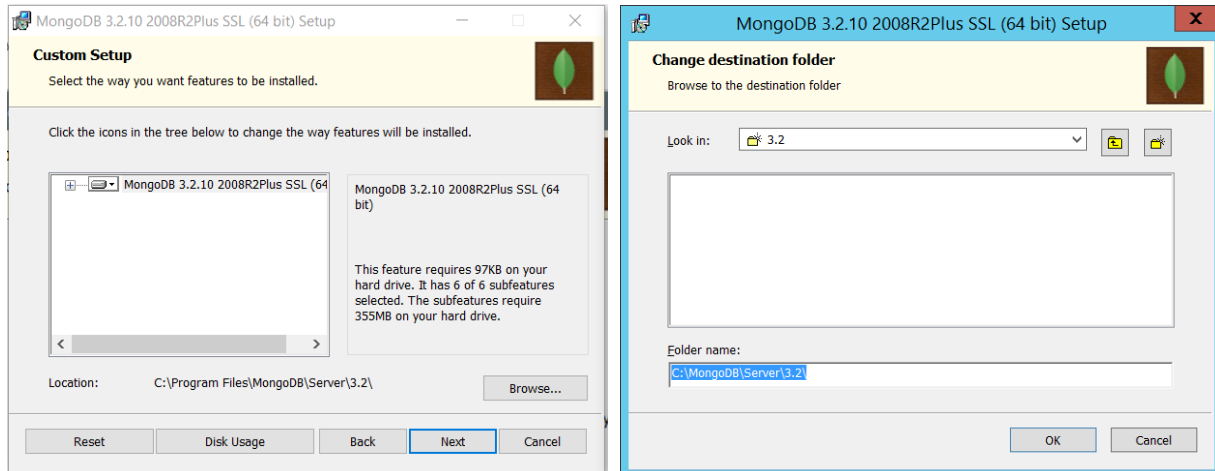 MongoDB 3.2.10 2008R2Plus SSL (64 bit) Setup
Custom Setup
Select the way you want features to be installed.
Click the icons in the tree below to change the way features will be installed.
MongoDB 3.2.10 2008R2Plus SSL (64
MongoDB 3.2.10 2008R2Plus SSL (64
bit)
This feature requires 97KB on your
hard drive. It has 6 of 6 subfeatures
selected. The subfeatures require
355MB on your hard drive.
Location: C:\Program Files\MongoDB\Server\3.2\
Browse...
Reset Disk Usage Back Next Cancel
MongoDB 3.2.10 2008R2Plus SSL (64 bit) Setup
Change destination folder
Browse to the destination folder
Look in: 3.2
Folder name:
C:\MongoDB\Server\3.2\
OK Cancel